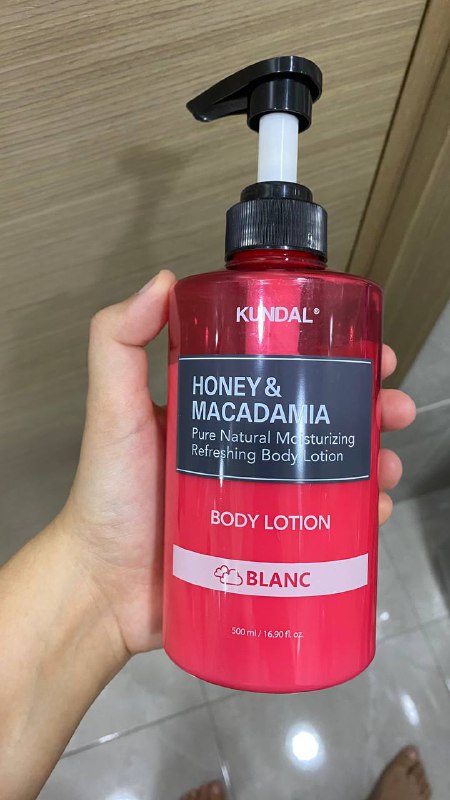 KUNDAL®
HONEY &
MACADAMIA
Pure Natural Moisturizing
Refreshing Body Lotion
BODY LOTION
BLANC
500 ml / 16.90 fl. oz.